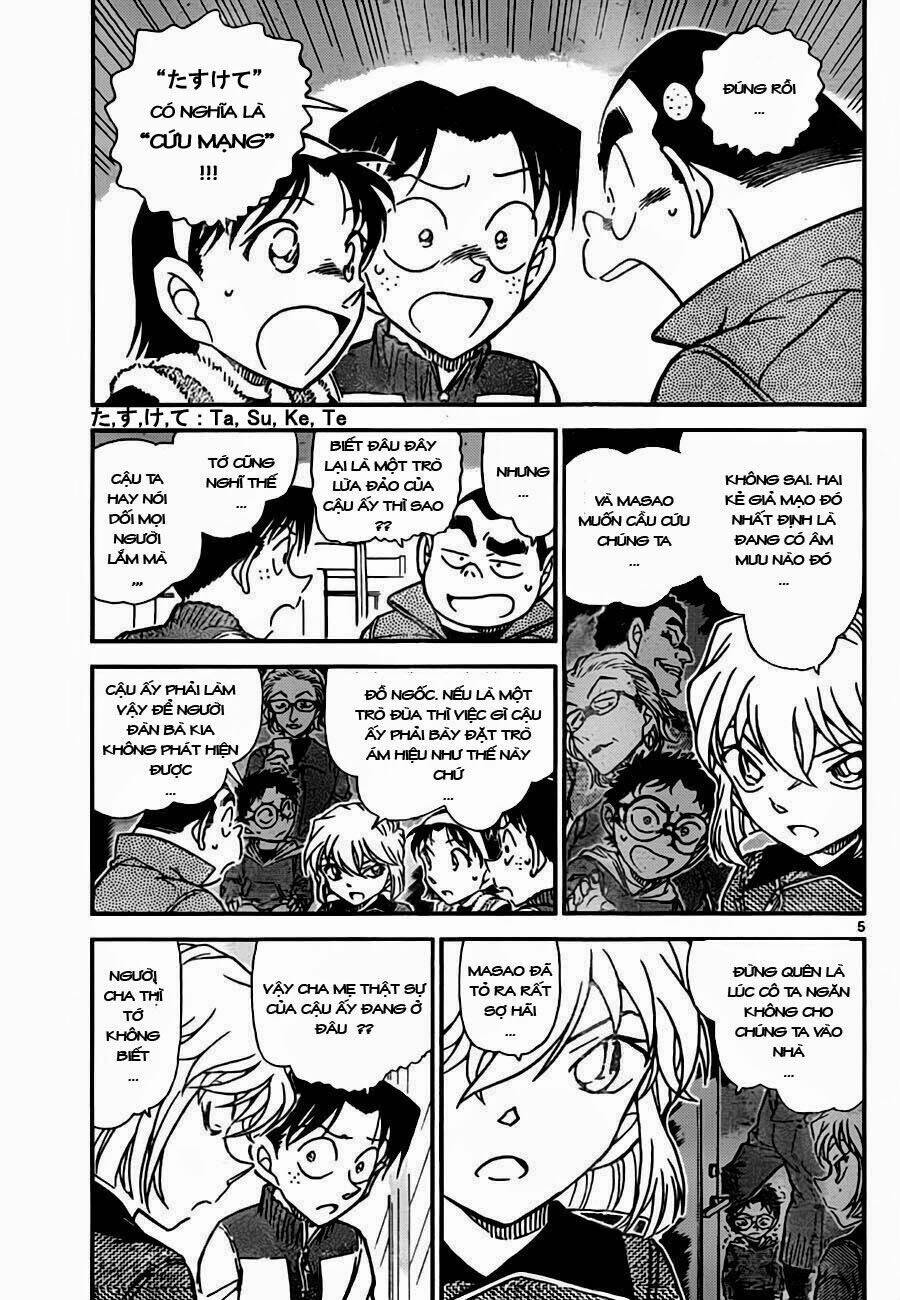 ĐÚNG RỒI
...
“たすけて”
CÓ NGHĨA LÀ
“CỨU MẠNG”
!!!
た,す,け,て : Ta, Su, Ke, Te
KHÔNG SAI. HAI
KẺ GIẢ MẠO ĐÓ
NHẤT ĐỊNH LÀ
ĐANG CÓ ÂM
MƯU NÀO ĐÓ
...
VÀ MASAO
MUỐN CẦU CỨU
CHÚNG TA
...
NHƯNG
...
BIẾT ĐÂU ĐÂY
LẠI LÀ MỘT TRÒ
LỪA ĐẢO CỦA
CẬU ẤY THÌ SAO
??
TỚ CŨNG
NGHĨ THẾ
...
CẬU TA
HAY NÓI
DỐI MỌI
NGƯỜI
LẮM MÀ
,,,
ĐỒ NGỐC. NẾU LÀ MỘT
TRÒ ĐÙA THÌ VIỆC GÌ CẬU
ẤY PHẢI BÀY ĐẶT TRÒ
ÁM HIỆU NHƯ THẾ NÀY
CHỨ
...
CẬU ẤY PHẢI LÀM
VẬY ĐỂ NGƯỜI
ĐÀN BÀ KIA
KHÔNG PHÁT HIỆN
ĐƯỢC
...
5
ĐỪNG QUÊN LÀ
LÚC CÔ TA NGĂN
KHÔNG CHO
CHÚNG TA VÀO
NHÀ
...
MASAO ĐÃ
TỎ RA RẤT
SỢ HÃI
...
VẬY CHA MẸ THẬT SỰ
CỦA CẬU ẤY ĐANG Ở
ĐÂU ??
NGƯỜI
CHA THÌ
TỚ
KHÔNG
BIẾT
...